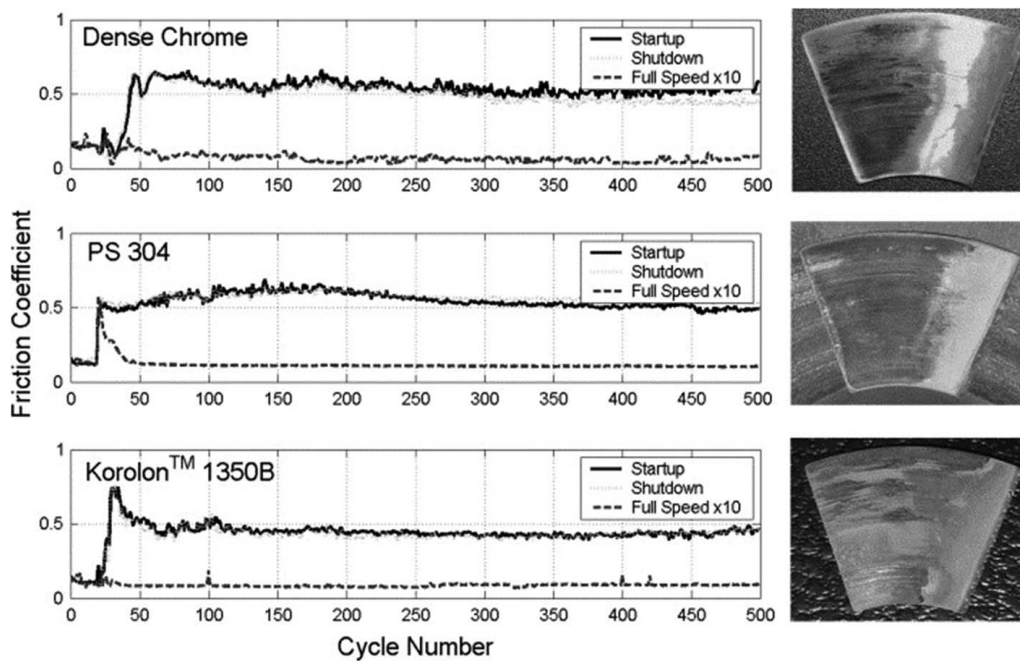 Dense Chrome
Startup
Shutdown
Full Speed x10
1
0.5
0
0 50 100 150 200 250 300 350 400 450 500
PS 304
Startup
Shutdown
Full Speed x10
1
0.5
0
0 50 100 150 200 250 300 350 400 450 500
Friction Coefficient
Korolon™ 1350B
Startup
Shutdown
Full Speed x10
1
0.5
0
0 50 100 150 200 250 300 350 400 450 500
Cycle Number